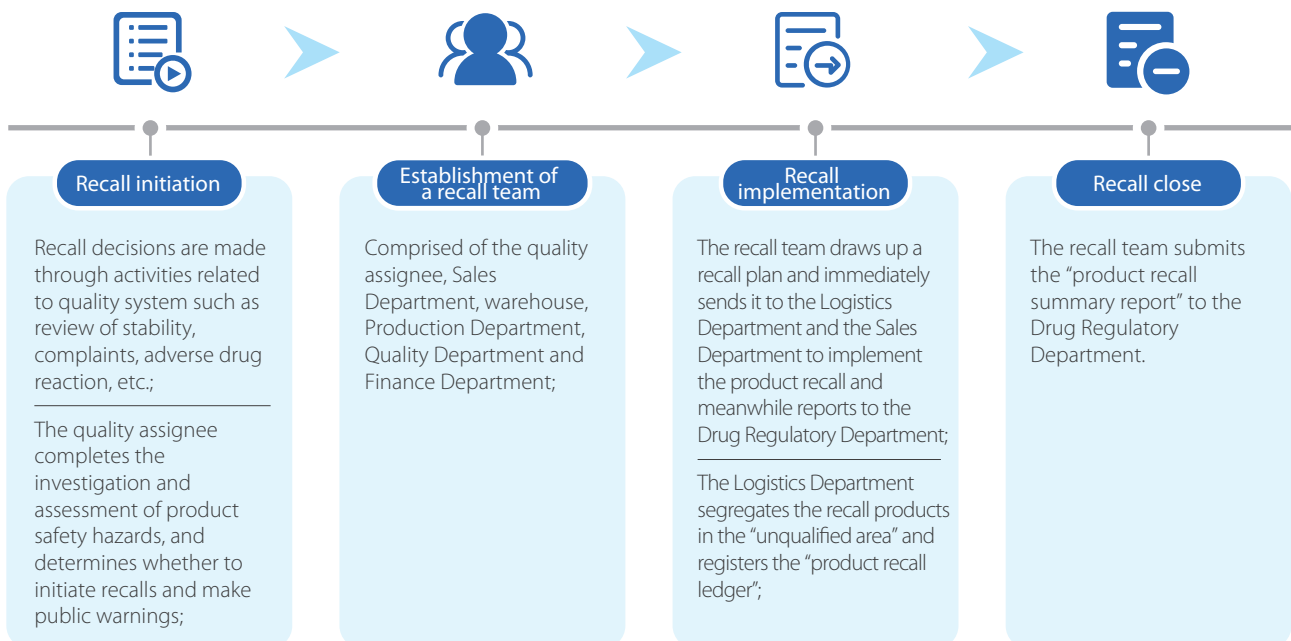 Recall initiation
Recall decisions are made
through activities related
to quality system such as
review of stability,
complaints, adverse drug
reaction, etc.;
The quality assignee
completes the
investigation and
assessment of product
safety hazards, and
determines whether to
initiate recalls and make
public warnings;
Establishment of
a recall team
Comprised of the quality
assignee, Sales
Department, warehouse,
Production Department,
Quality Department and
Finance Department;
Recall
implementation
The recall team draws up a
recall plan and immediately
sends it to the Logistics
Department and the Sales
Department to implement
the product recall and
meanwhile reports to the
Drug Regulatory Department;
The Logistics Department
segregates the recall products
in the “unqualified area” and
registers the “product recall
ledger”;
Recall close
The recall team submits
the “product recall
summary report” to the
Drug Regulatory
Department.